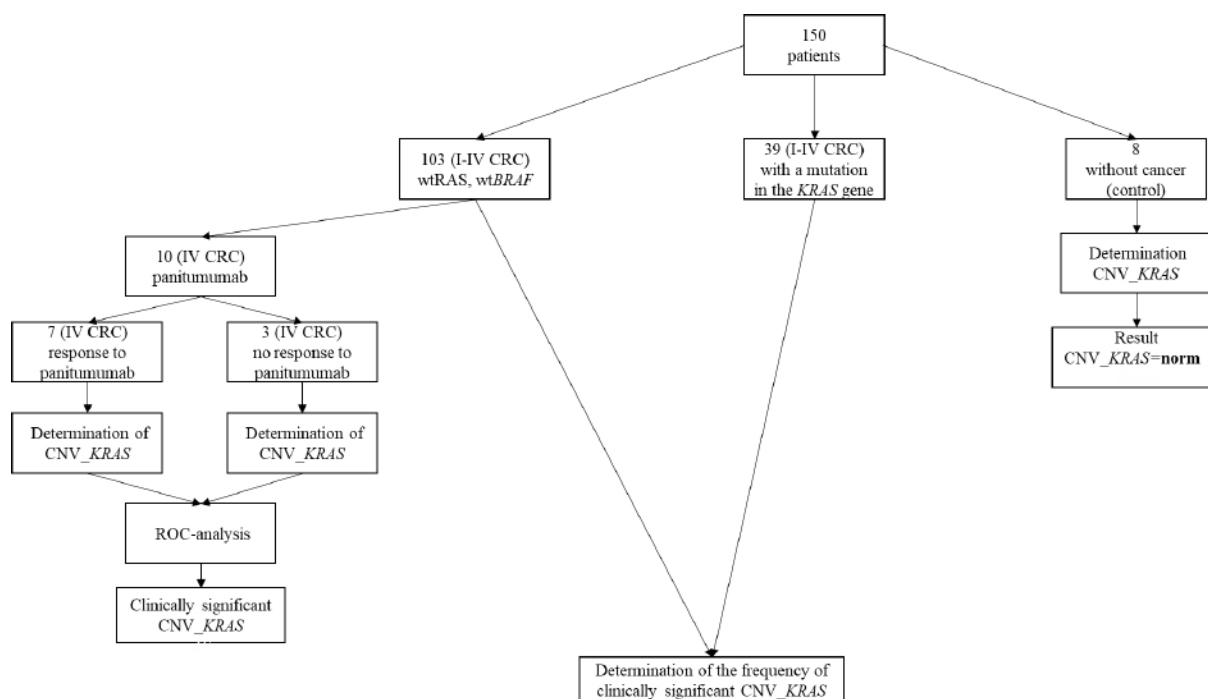 150
patients
103 (I-IV CRC)
wtRAS, wtBRAF
39 (I-IV CRC)
with a mutation
in the KRAS gene
8
without cancer
(control)
10 (IV CRC)
panitumumab
Determination
CNV_KRAS
7 (IV CRC)
response to
panitumumab
3 (IV CRC)
no response to
panitumumab
Result
CNV_KRAS=norm
Determination of
CNV_KRAS
Determination of
CNV_KRAS
ROC-analysis
Clinically significant
CNV_KRAS
Determination of the frequency of
clinically significant CNV_KRAS